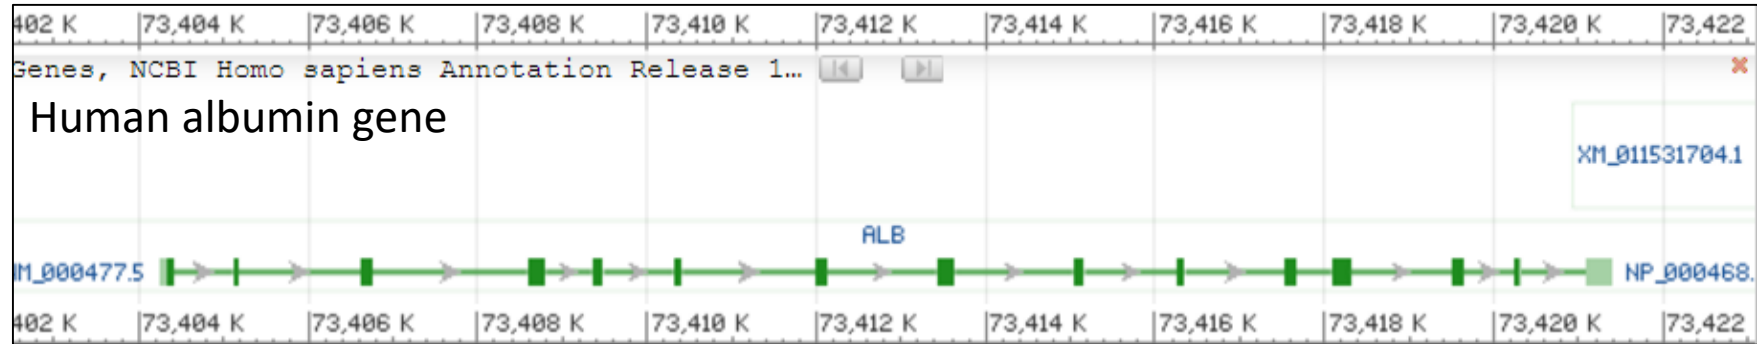 402 K 73,404 K 73,406 K 73,408 K 73,410 K 73,412 K 73,414 K 73,416 K 73,418 K 73,420 K 73,422
Genes, NCBI Homo sapiens Annotation Release 1…
Human albumin gene
XM_011531704.1
ALB
NM_000477.5 NP_000468.
402 K 73,404 K 73,406 K 73,408 K 73,410 K 73,412 K 73,414 K 73,416 K 73,418 K 73,420 K 73,422